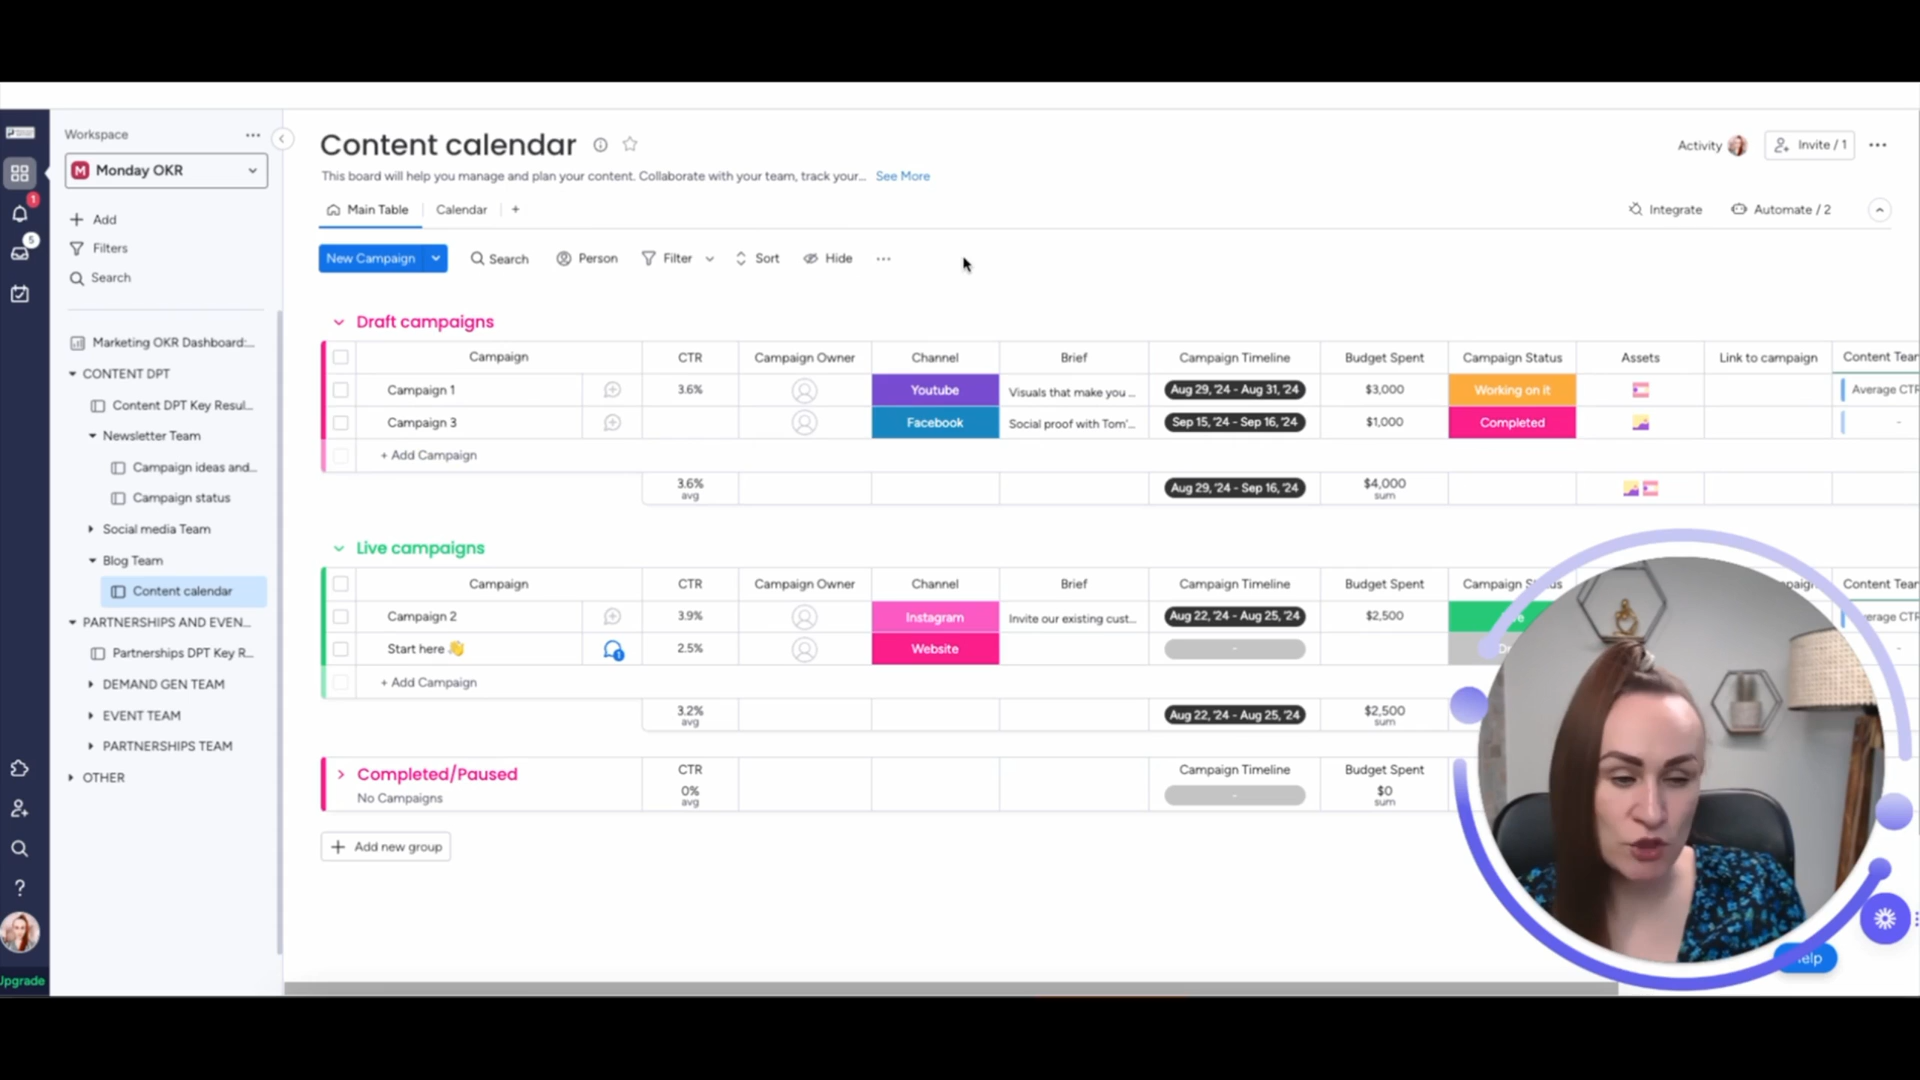 Workspace
M Monday OKR
Add
Filters
Search
Marketing OKR Dashboard:...
CONTENT DPT
Content DPT Key Resul...
Newsletter Team
Campaign ideas and...
Campaign status
Social media Team
Blog Team
Content calendar
PARTNERSHIPS AND EVEN...
Partnerships DPT Key R...
DEMAND GEN TEAM
EVENT TEAM
PARTNERSHIPS TEAM
OTHER
1
5
?
Upgrade
Content calendar
Activity
Invite / 1
This board will help you manage and plan your content. Collaborate with your team, track your... See More
Main Table Calendar +
Integrate Automate / 2
New Campaign Search Person Filter Sort Hide
Draft campaigns
Campaign CTR Campaign Owner Channel Brief Campaign Timeline Budget Spent Campaign Status Assets Link to campaign Content Tear
Campaign 1 3.6% Youtube Visuals that make you ... Aug 29, '24 - Aug 31, '24 $3,000 Working on it Average CTR
Campaign 3 Facebook Social proof with Tom'... Sep 15, '24 - Sep 16, '24 $1,000 Completed -
+ Add Campaign
3.6% Aug 29, '24 - Sep 16, '24 $4,000
avg sum
Live campaigns
Campaign CTR Campaign Owner Channel Brief Campaign Timeline Budget Spent Campaign Content Tear
Campaign 2 3.9% Instagram Invite our existing cust... Aug 22, '24 - Aug 25, '24 $2,500 erage CTR
Start here 👋 1 2.5% Website - -
+ Add Campaign
3.2% Aug 22, '24 - Aug 25, '24 $2,500
avg sum
Completed/Paused CTR Campaign Timeline Budget Spent
No Campaigns 0% - $0
avg sum
+ Add new group